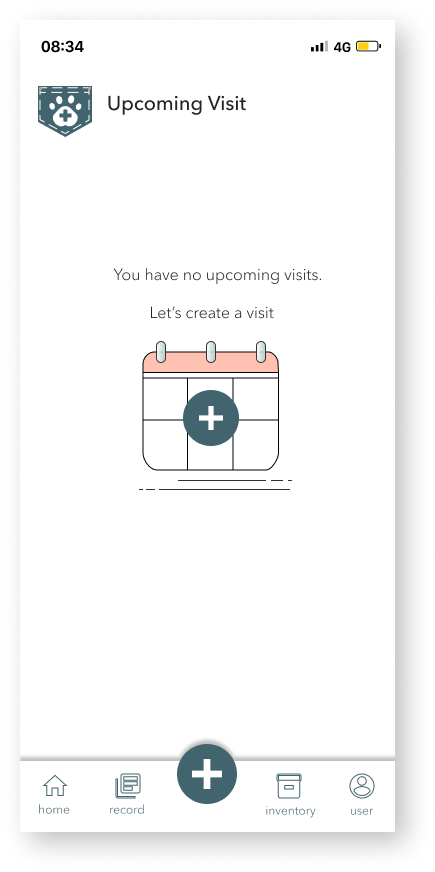 08:34
4G
Upcoming Visit
You have no upcoming visits.
Let's create a visit
home
record
inventory
user